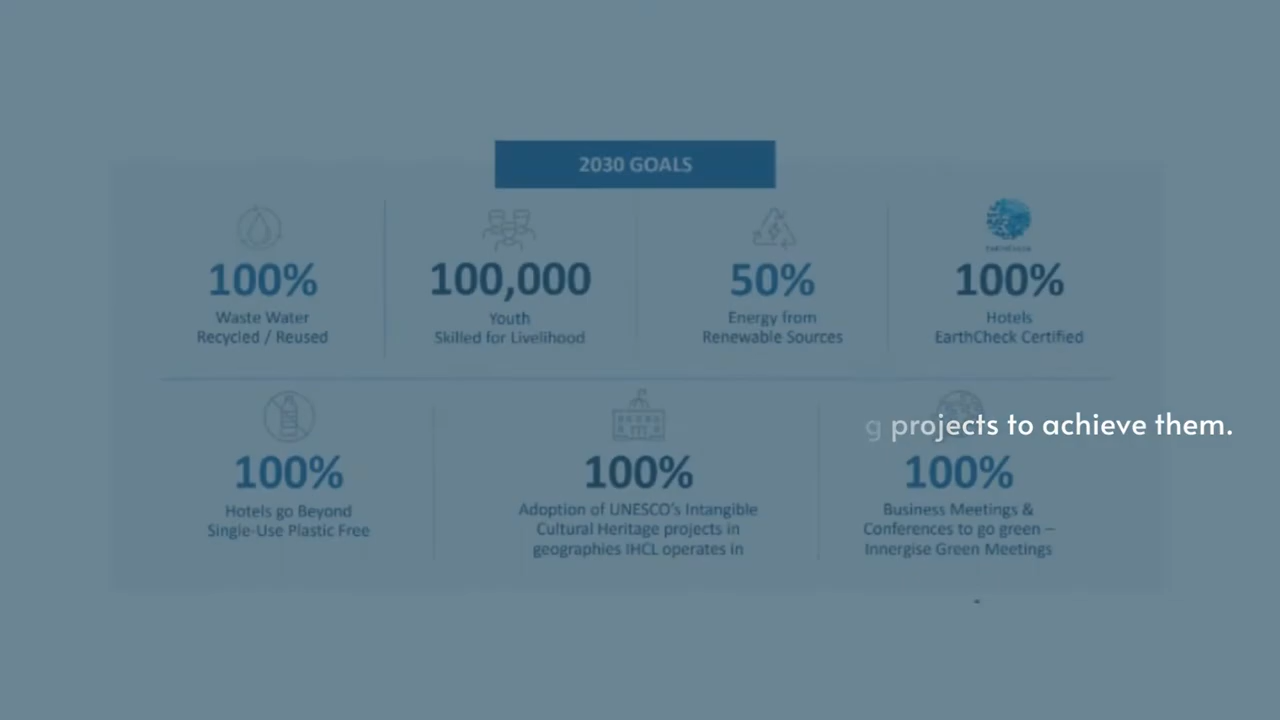 2030 GOALS
100%
Waste Water
Recycled / Reused
100,000
Youth
Skilled for Livelihood
50%
Energy from
Renewable Sources
EarthCheck
100%
Hotels
EarthCheck Certified
g projects to achieve them.
100%
Hotels go Beyond
Single-Use Plastic Free
100%
Adoption of UNESCO's Intangible
Cultural Heritage projects in
geographies IHCL operates in
100%
Business Meetings &
Conferences to go green –
Innergise Green Meetings